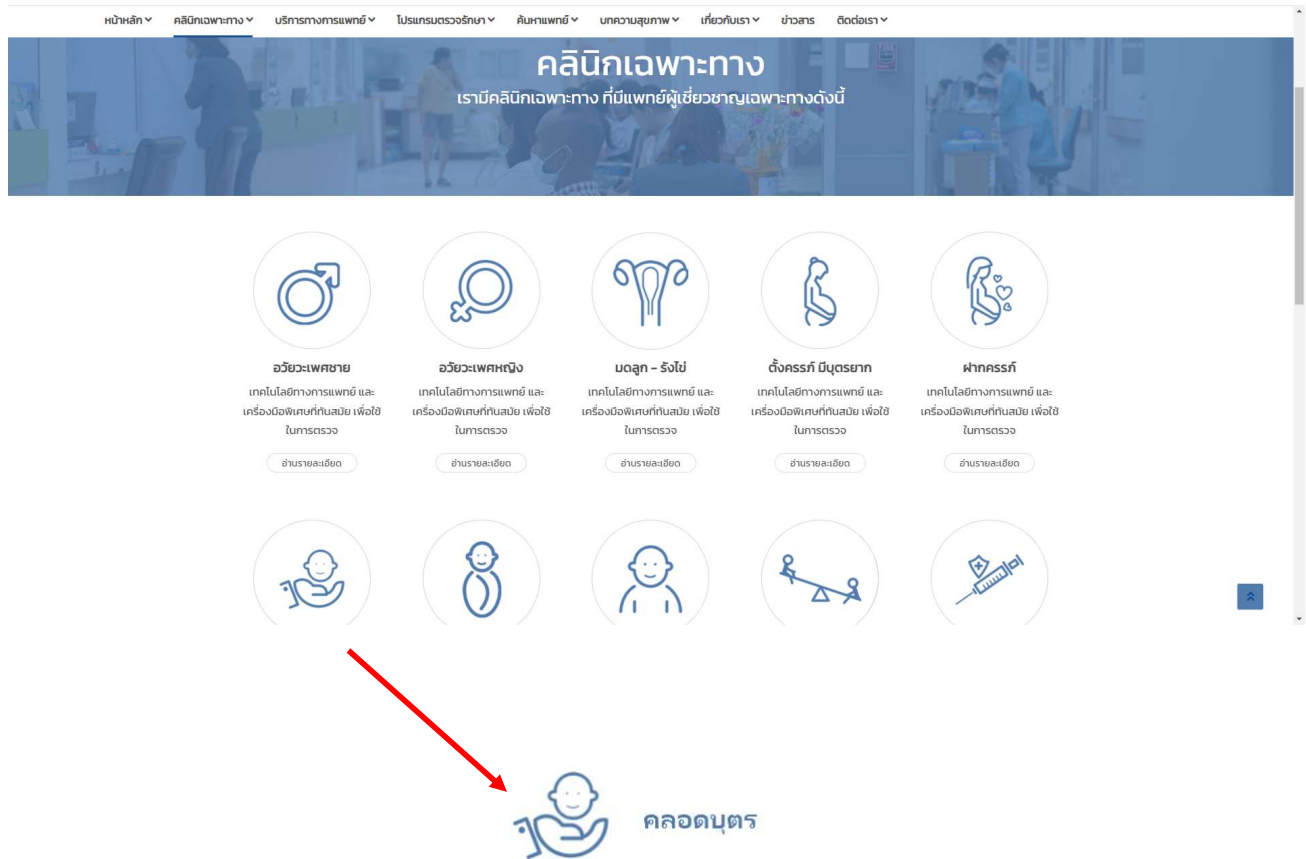 หน้าหลัก คลินิกเฉพาะทาง บริการทางการแพทย์ โปรแกรมตรวจรักษา ค้นหาแพทย์ บทความสุขภาพ เกี่ยวกับเรา ข่าวสาร ติดต่อเรา
คลินิกเฉพาะทาง
เรามีคลินิกเฉพาะทาง ที่มีแพทย์ผู้เชี่ยวชาญเฉพาะทางดังนี้
อวัยวะเพศชาย
เทคโนโลยีทางการแพทย์ และ
เครื่องมือพิเศษที่ทันสมัย เพื่อใช้
ในการตรวจ
อ่านรายละเอียด
อวัยวะเพศหญิง
เทคโนโลยีทางการแพทย์ และ
เครื่องมือพิเศษที่ทันสมัย เพื่อใช้
ในการตรวจ
อ่านรายละเอียด
มดลูก – รังไข่
เทคโนโลยีทางการแพทย์ และ
เครื่องมือพิเศษที่ทันสมัย เพื่อใช้
ในการตรวจ
อ่านรายละเอียด
ตั้งครรภ์ มีบุตรยาก
เทคโนโลยีทางการแพทย์ และ
เครื่องมือพิเศษที่ทันสมัย เพื่อใช้
ในการตรวจ
อ่านรายละเอียด
ฝากครรภ์
เทคโนโลยีทางการแพทย์ และ
เครื่องมือพิเศษที่ทันสมัย เพื่อใช้
ในการตรวจ
อ่านรายละเอียด
คลอดบุตร